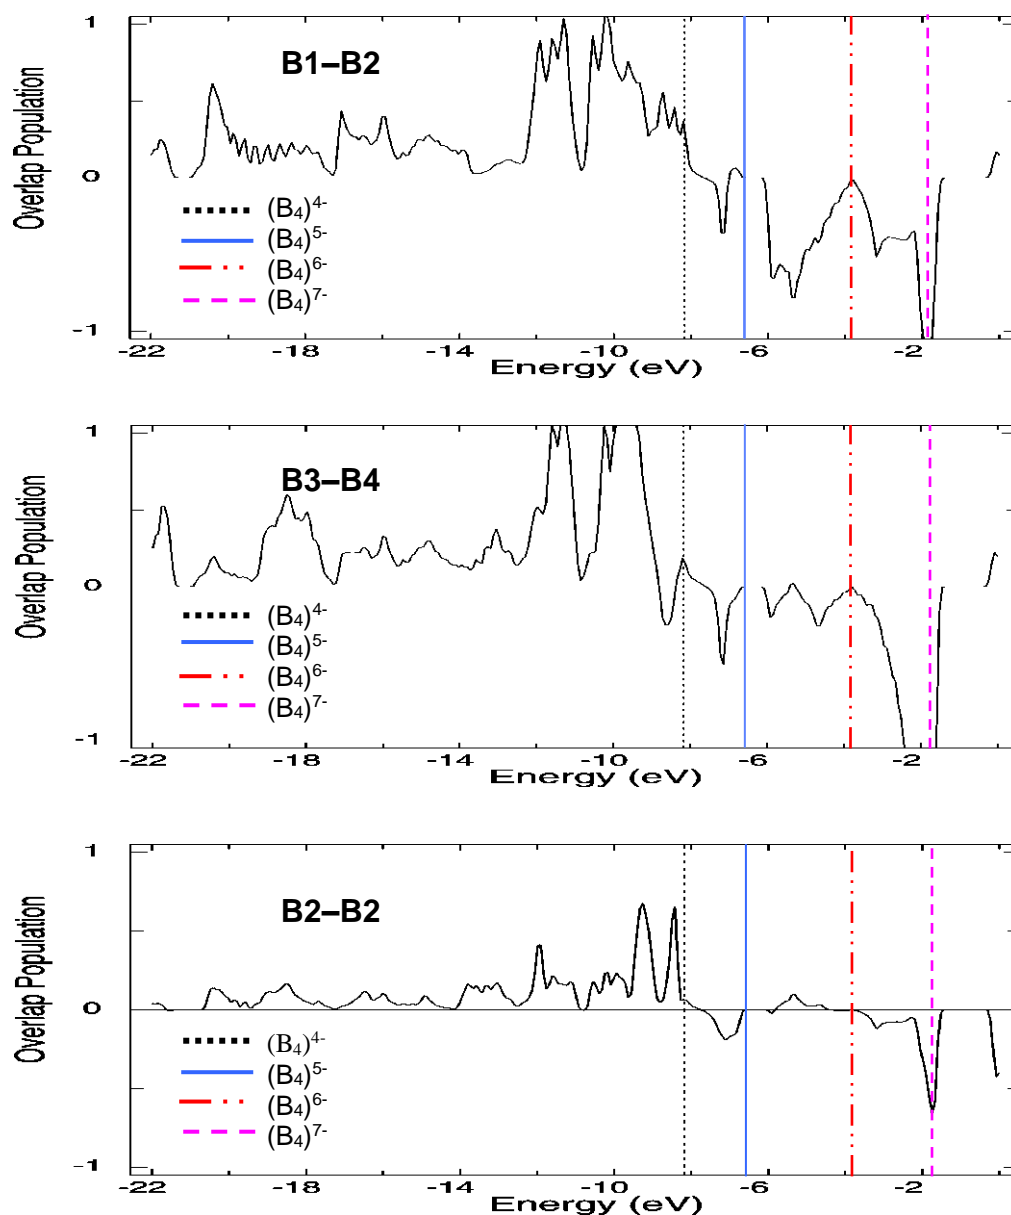 1
B1–B2
Overlap Population
0
(B₄)⁴⁻
(B₄)⁵⁻
(B₄)⁶⁻
(B₄)⁷⁻
-1
-22 -18 -14 -10 -6 -2
Energy (eV)
1
B3–B4
Overlap Population
0
(B₄)⁴⁻
(B₄)⁵⁻
(B₄)⁶⁻
(B₄)⁷⁻
-1
-22 -18 -14 -10 -6 -2
Energy (eV)
1
B2–B2
Overlap Population
0
(B₄)⁴⁻
(B₄)⁵⁻
(B₄)⁶⁻
(B₄)⁷⁻
-1
-22 -18 -14 -10 -6 -2
Energy (eV)